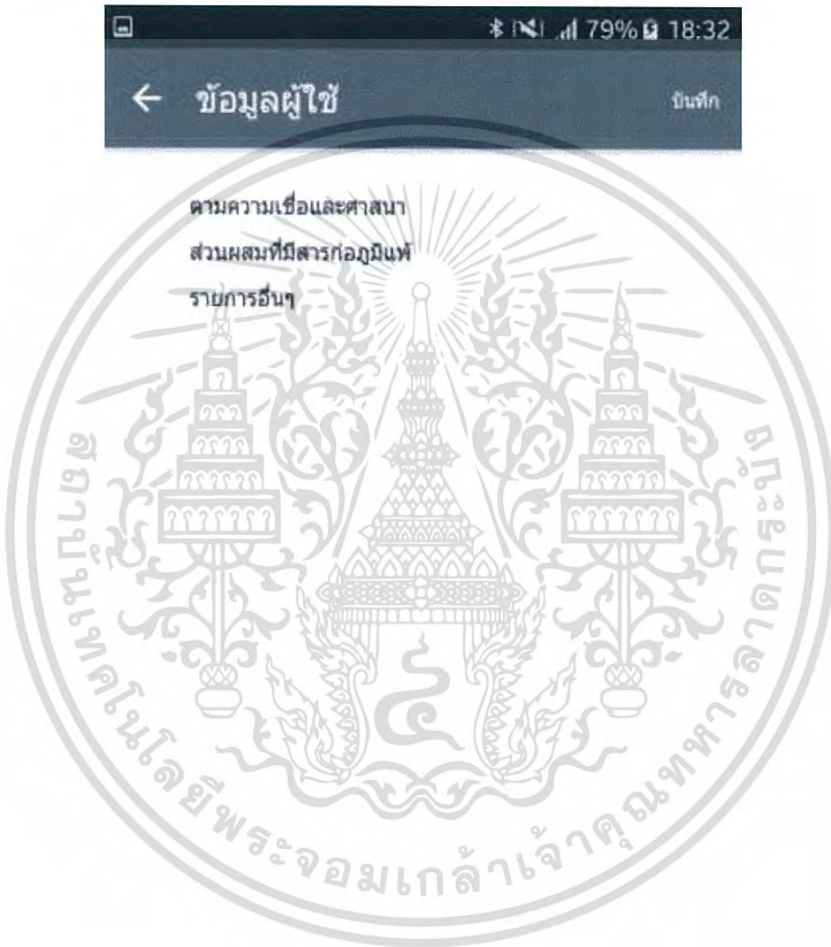 79% 18:32
ข้อมูลผู้ใช้ บันทึก
ตามความเชื่อและศาสนา
ส่วนผสมที่มีสารก่อภูมิแพ้
รายการอื่นๆ
สถาบันเทคโนโลยีพระจอมเกล้าเจ้าคุณทหารลาดกระบัง